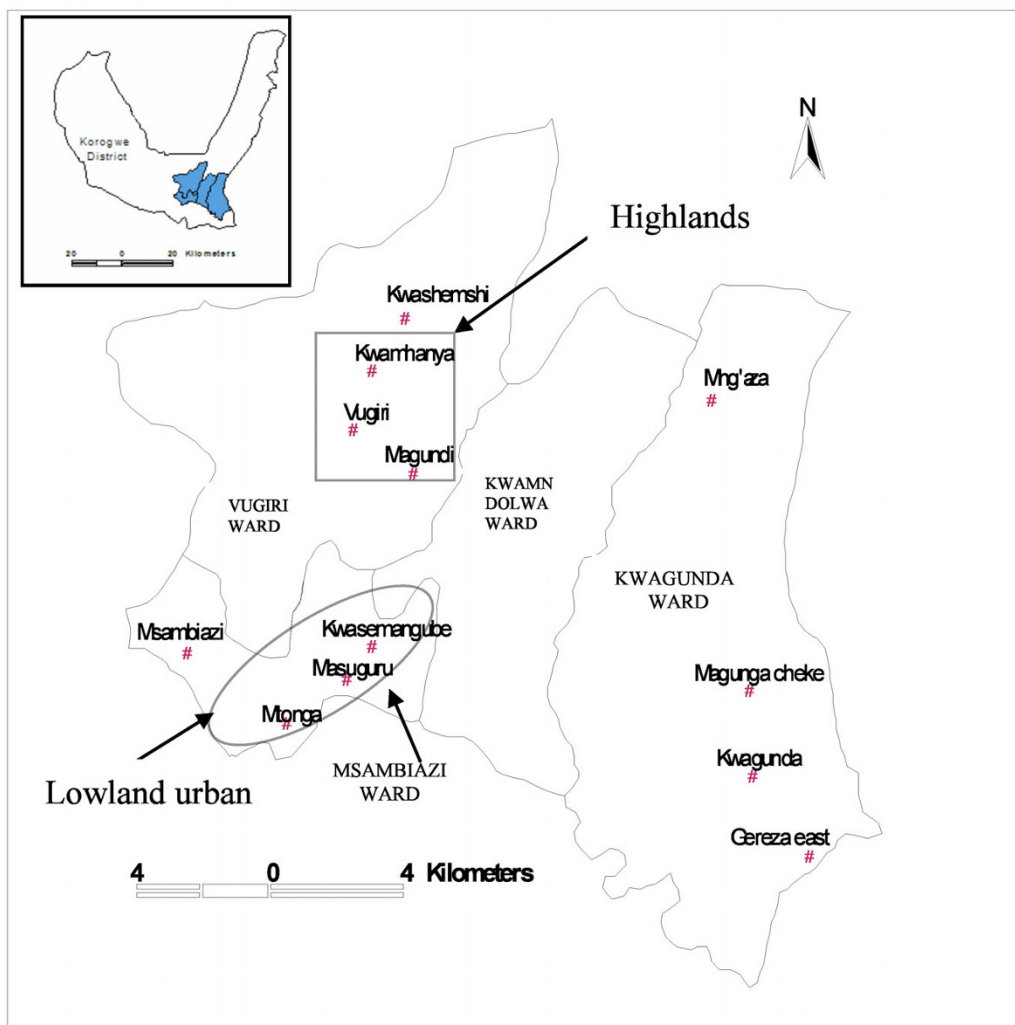 Korogwe
District
20 0 20 Kilometers
N
Highlands
Kwashemshi
#
Kwamhanya
#
Mng'aza
#
Vugiri
#
Magundi
#
VUGIRI
WARD
KWAMN
DOLWA
WARD
KWAGUNDA
WARD
Msambiazi
#
Kwasemangube
#
Masuguru
#
Mtonga
#
Magunga cheke
#
Kwagunda
#
Gereza east
#
MSAMBIAZI
WARD
Lowland urban
4 0 4 Kilometers